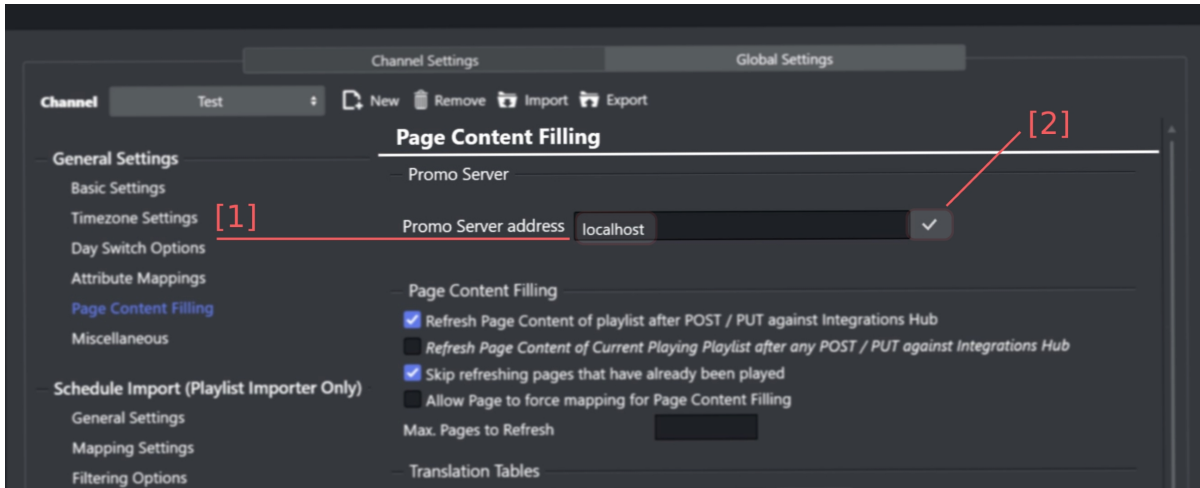 Channel Settings Global Settings
Channel Test New Remove Import Export
Page Content Filling
[2]
General Settings
Basic Settings
Timezone Settings
Day Switch Options
Attribute Mappings
Page Content Filling
Miscellaneous
Schedule Import (Playlist Importer Only)
General Settings
Mapping Settings
Filtering Options
Promo Server
[1]
Promo Server address localhost
Page Content Filling
Refresh Page Content of playlist after POST / PUT against Integrations Hub
Refresh Page Content of Current Playing Playlist after any POST / PUT against Integrations Hub
Skip refreshing pages that have already been played
Allow Page to force mapping for Page Content Filling
Max. Pages to Refresh
Translation Tables